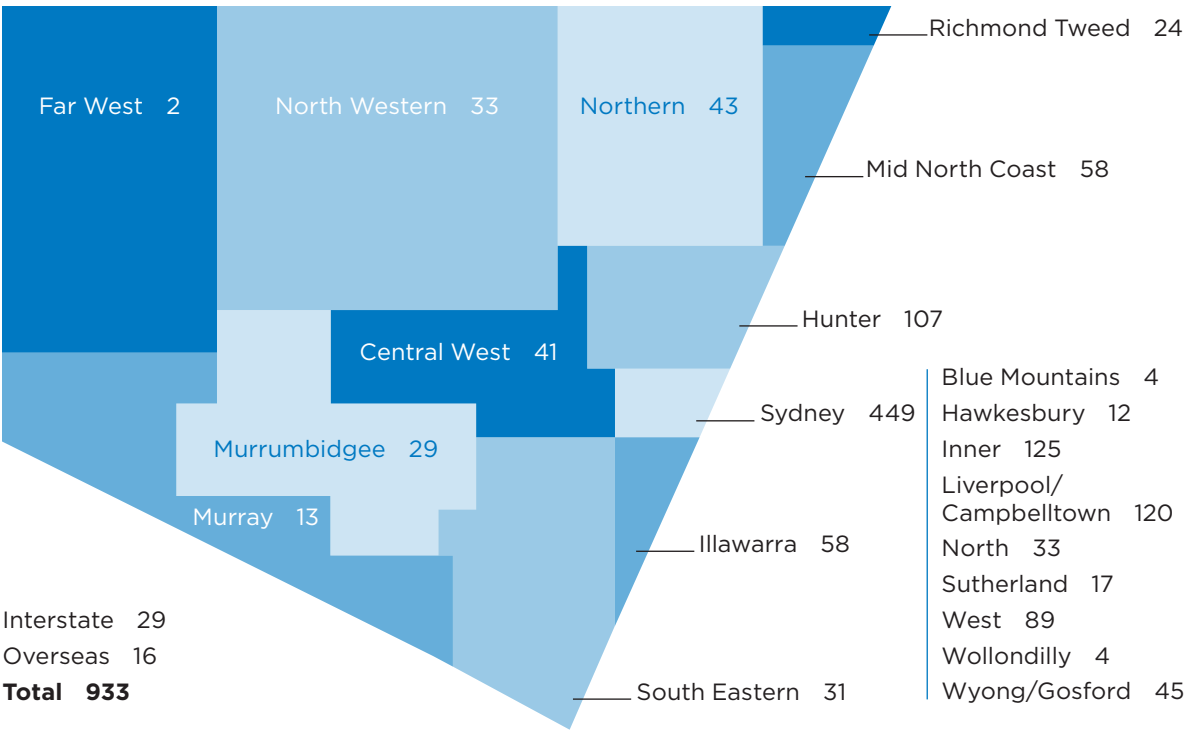 Richmond Tweed 24
Far West 2
North Western 33
Northern 43
Mid North Coast 58
Hunter 107
Central West 41
Sydney 449
Blue Mountains 4
Hawkesbury 12
Inner 125
Liverpool/
Campbelltown 120
North 33
Sutherland 17
West 89
Wollondilly 4
Wyong/Gosford 45
Murrumbidgee 29
Murray 13
Illawarra 58
South Eastern 31
Interstate 29
Overseas 16
Total 933